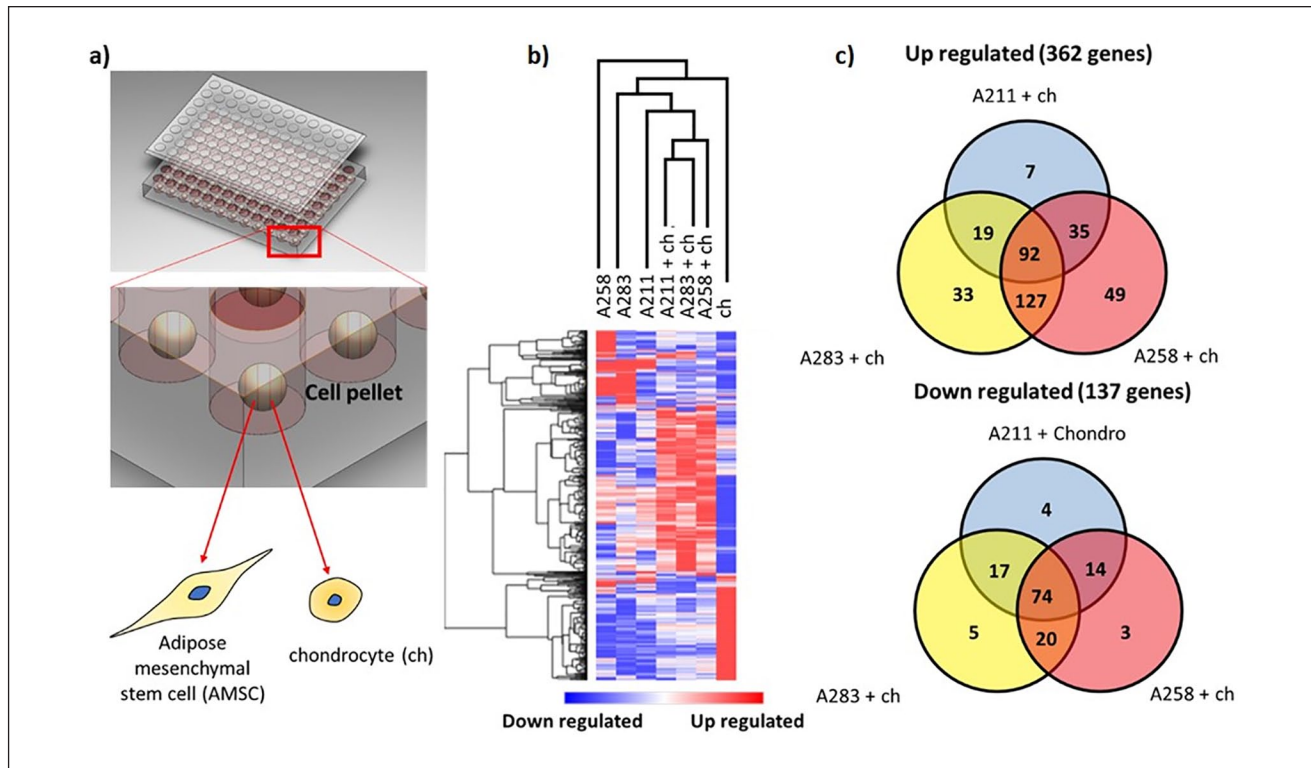 a)
Cell pellet
Adipose
mesenchymal
stem cell (AMSC)
chondrocyte (ch)
b)
A258
A283
A211
A211 + ch
A283 + ch
A258 + ch
ch
Down regulated
Up regulated
c)
Up regulated (362 genes)
A211 + ch
7
19
35
92
33
127
49
A283 + ch
A258 + ch
Down regulated (137 genes)
A211 + Chondro
4
17
14
74
5
20
3
A283 + ch
A258 + ch